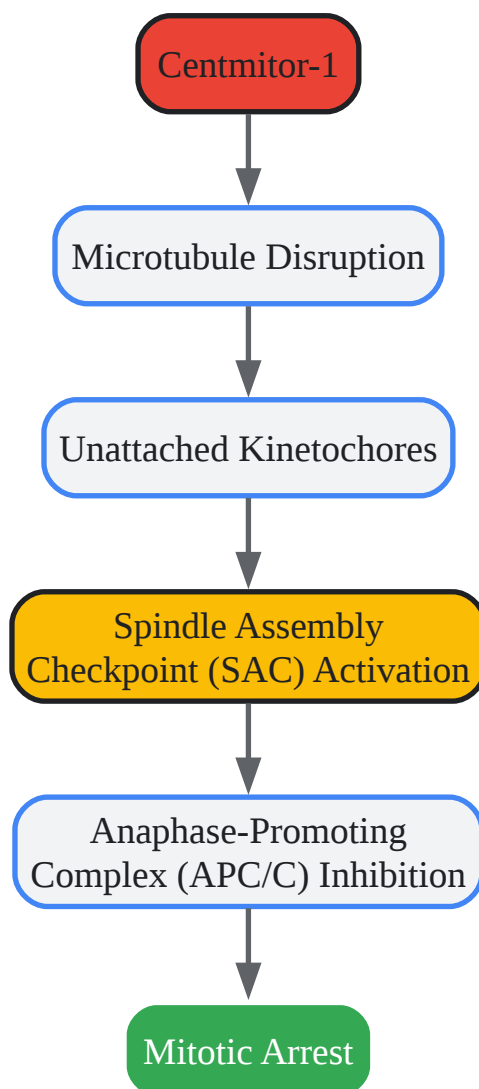 Centmitor-1
Microtubule Disruption
Unattached Kinetochores
Spindle Assembly
Checkpoint (SAC) Activation
Anaphase-Promoting
Complex (APC/C) Inhibition
Mitotic Arrest